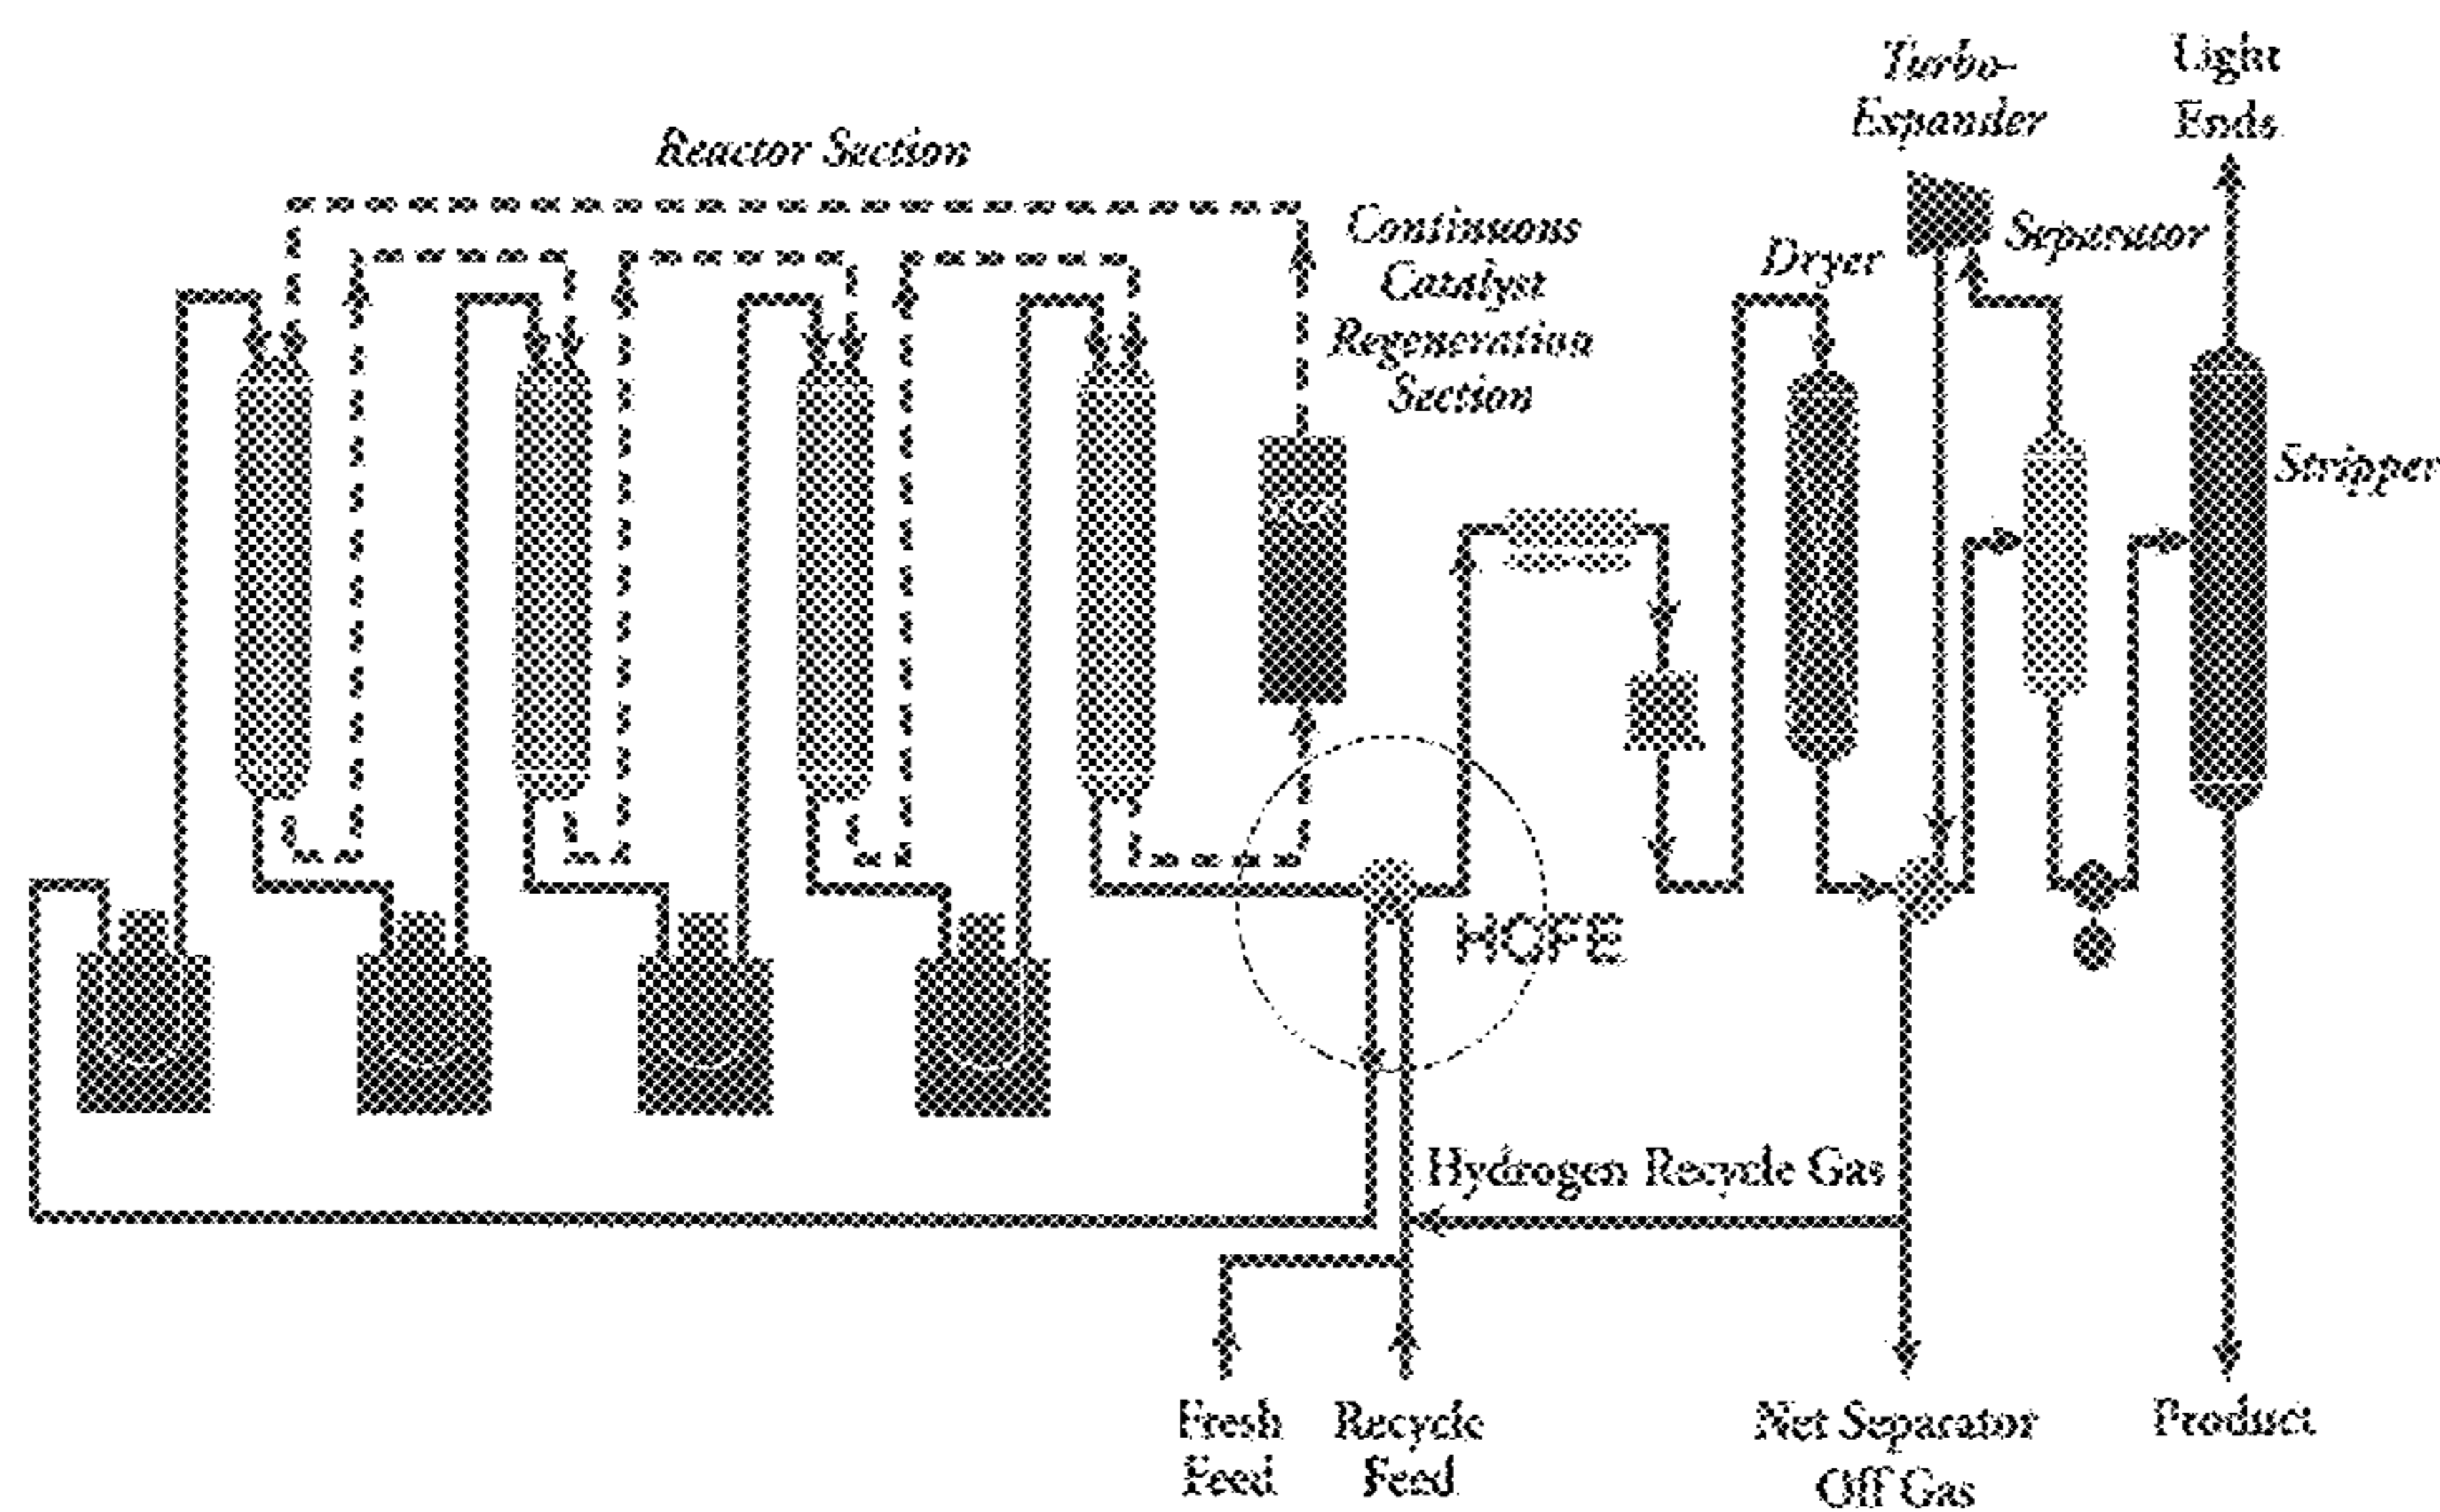 Turbo-
Expander
Light
Ends
Reactor Section
Continuous
Catalyst
Regeneration
Section
Dryer
Separator
Stripper
HCFE
Hydrogen Recycle Gas
Fresh
Feed
Recycle
Feed
Net Separator
Off Gas
Product